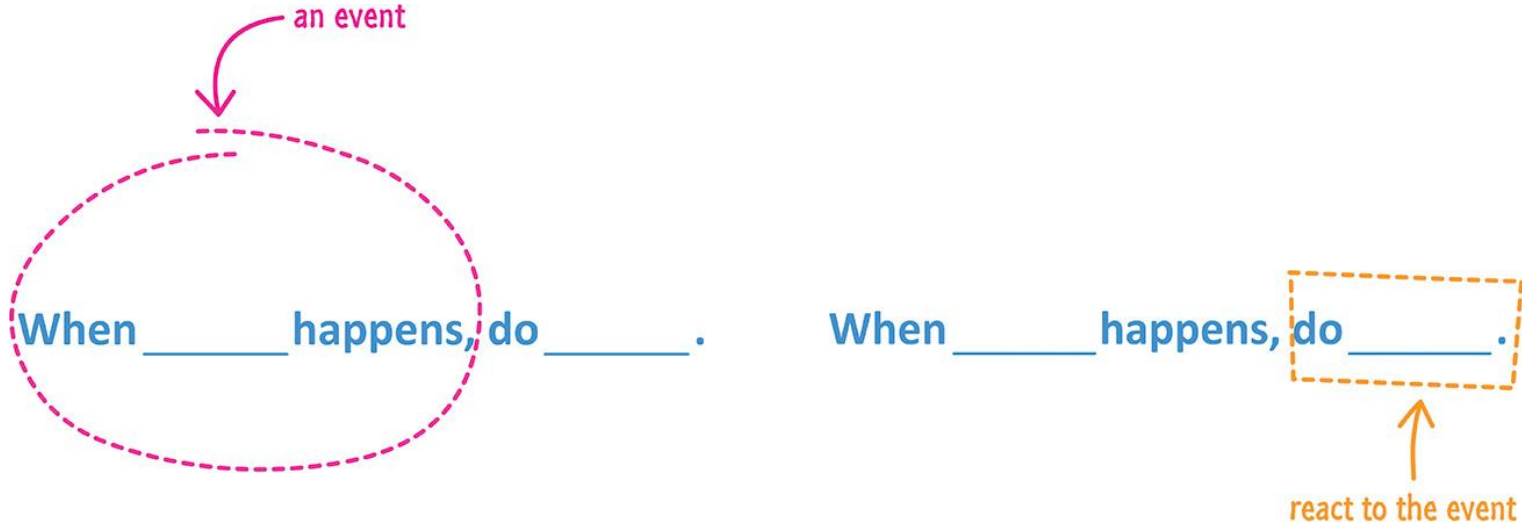 an event
When ______ happens, do ______.
When ______ happens, do ______.
react to the event